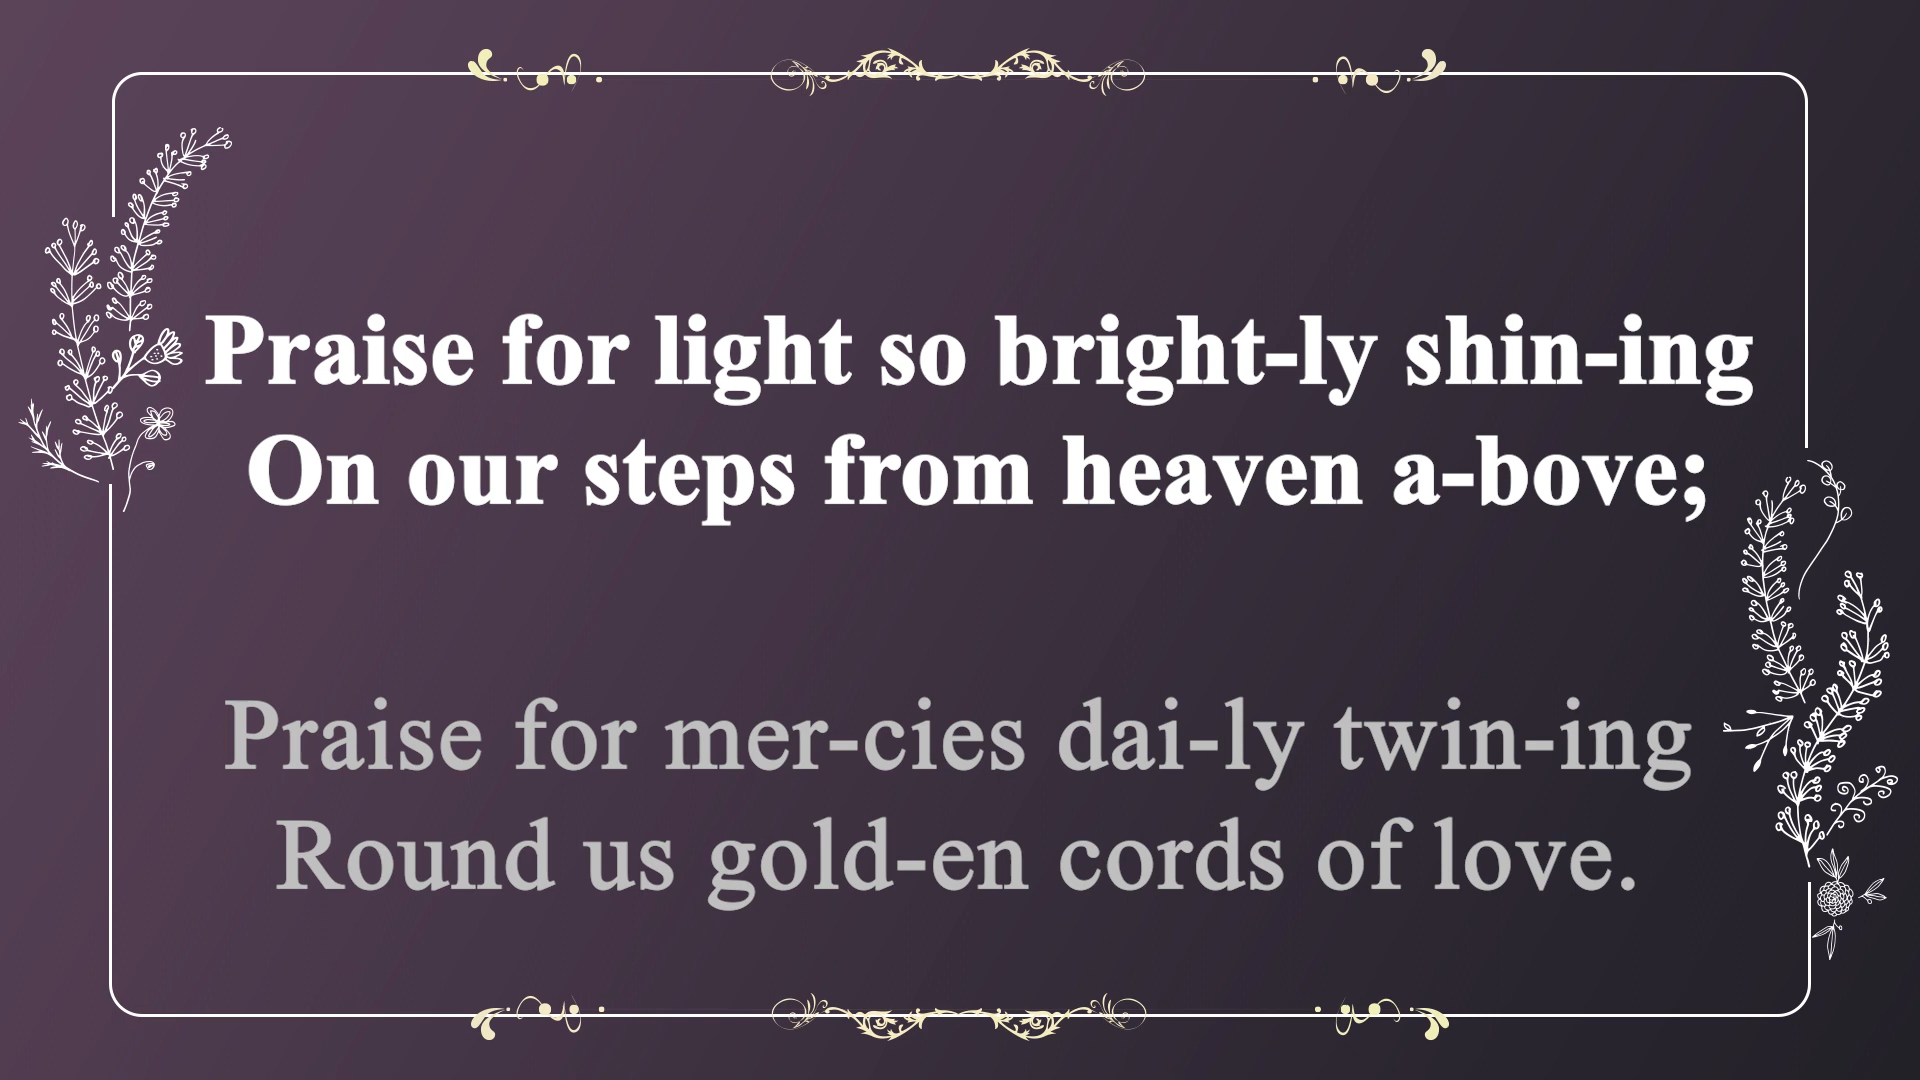 Praise for light so bright-ly shin-ing
On our steps from heaven a-bove;
Praise for mer-cies dai-ly twin-ing
Round us gold-en cords of love.